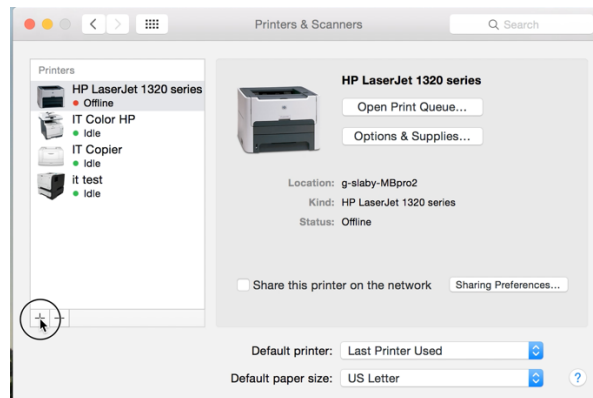 Printers & Scanners
Search
Printers
HP LaserJet 1320 series
Offline
IT Color HP
Idle
IT Copier
Idle
it test
Idle
+ −
HP LaserJet 1320 series
Open Print Queue...
Options & Supplies...
Location: g-slaby-MBpro2
Kind: HP LaserJet 1320 series
Status: Offline
Share this printer on the network
Sharing Preferences...
Default printer: Last Printer Used
Default paper size: US Letter
?